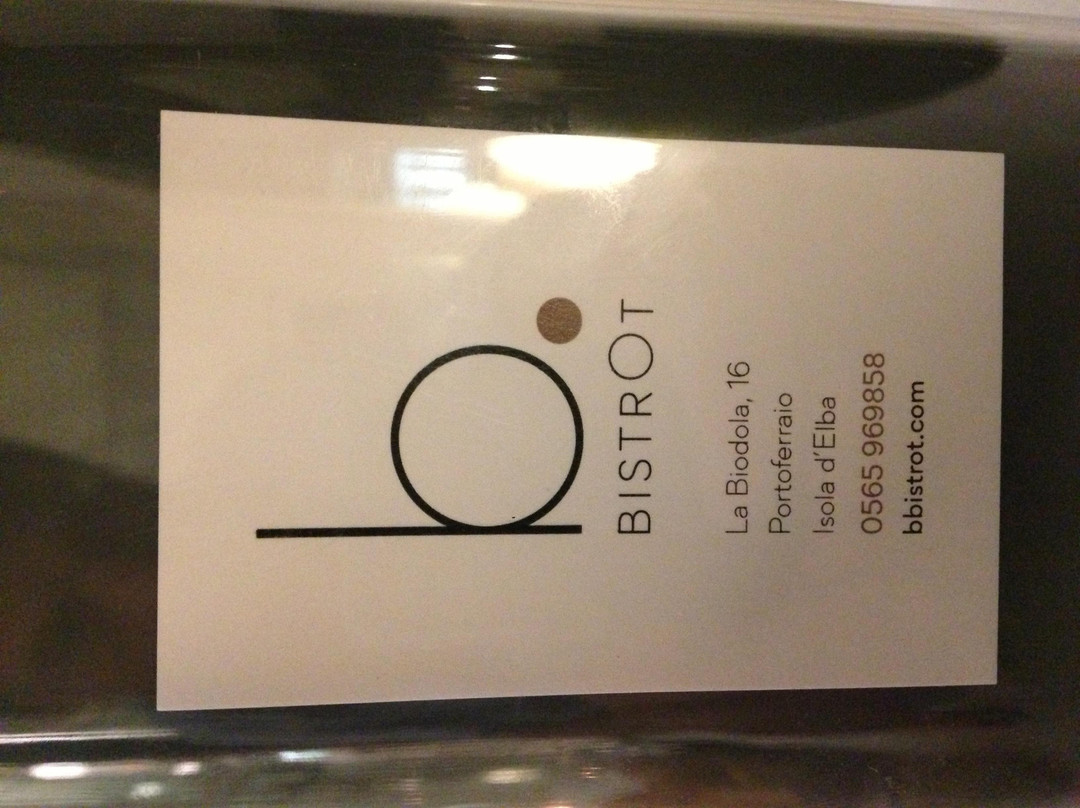 b.
BISTROT
La Biodola, 16
Portoferraio
Isola d'Elba
0565 969858
bbistrot.com